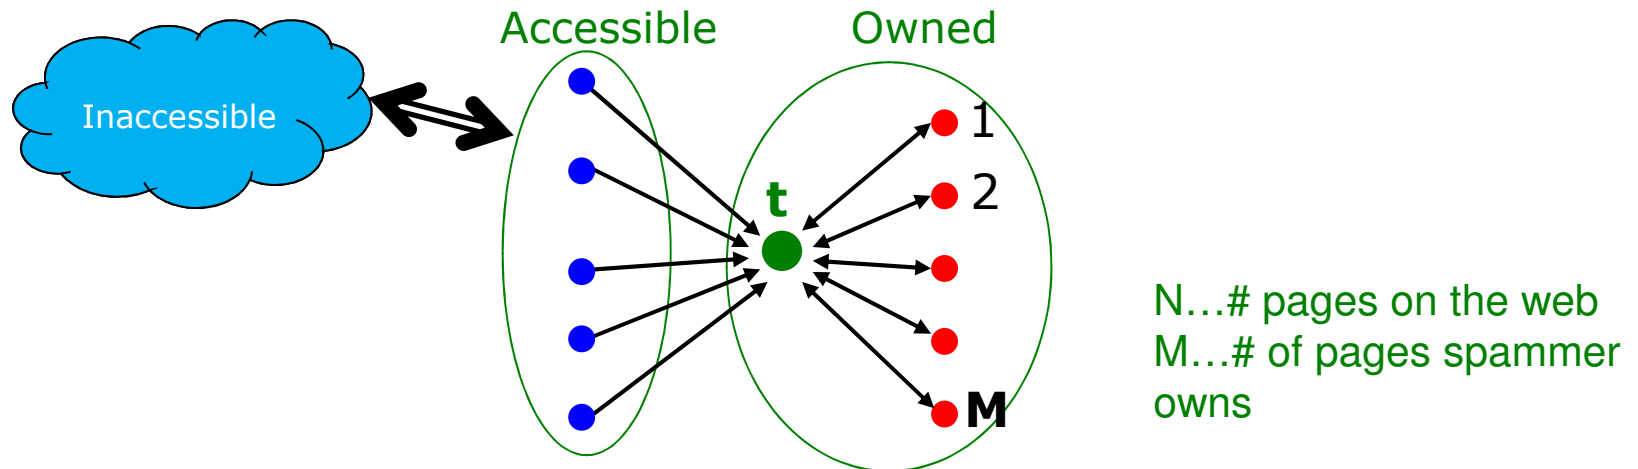 Accessible
Owned
Inaccessible
1
t
2
M
N...# pages on the web
M...# of pages spammer
owns